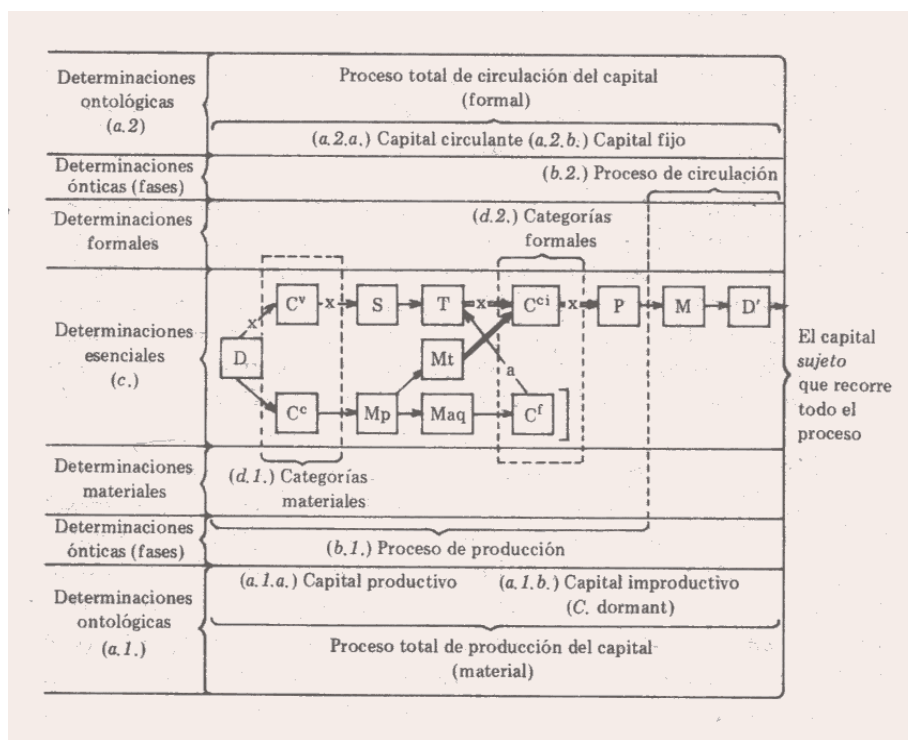 Determinaciones
ontológicas
(a.2)
Proceso total de circulación del capital
(formal)
(a.2.a.) Capital circulante (a.2.b.) Capital fijo
Determinaciones
ónticas (fases)
(b.2.) Proceso de circulación
Determinaciones
formales
(d.2.) Categorías
formales
Determinaciones
esenciales
(c.)
Cv x S T x Cci x P M D'
x
D
Mt
a
Cc Mp Maq Cf
El capital
sujeto
que recorre
todo el
proceso
Determinaciones
materiales
(d.1.) Categorías
materiales
Determinaciones
ónticas (fases)
(b.1.) Proceso de producción
Determinaciones
ontológicas
(a.1.)
(a.1.a.) Capital productivo (a.1.b.) Capital improductivo
(C. dormant)
Proceso total de producción del capital
(material)